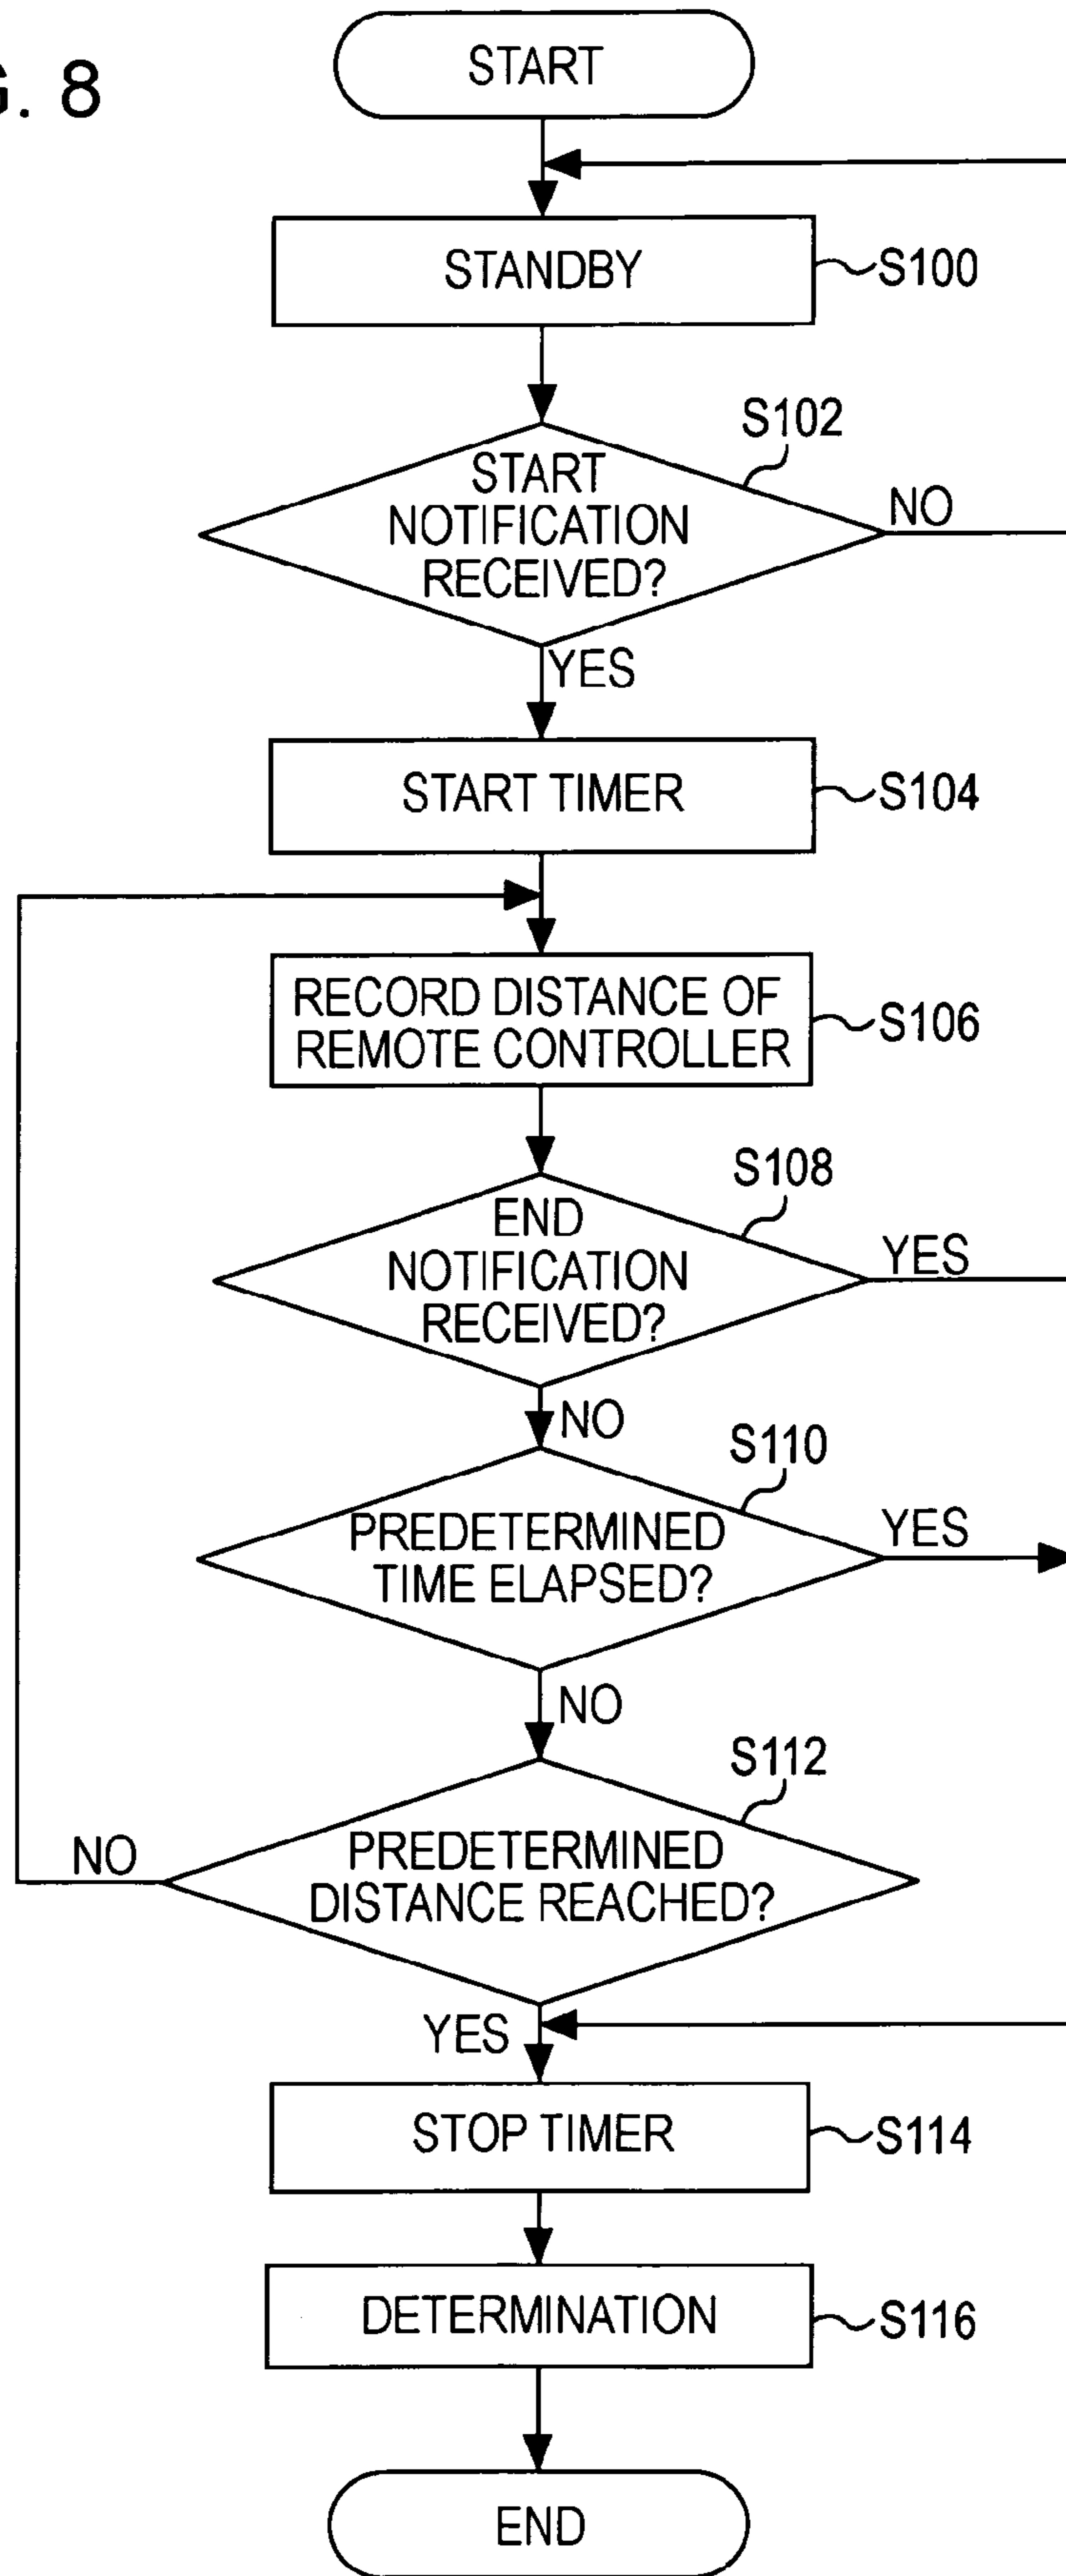 G. 8
START
STANDBY
S100
S102
START
NOTIFICATION
RECEIVED?
NO
YES
START TIMER
S104
RECORD DISTANCE OF
REMOTE CONTROLLER
S106
S108
END
NOTIFICATION
RECEIVED?
YES
NO
S110
PREDETERMINED
TIME ELAPSED?
YES
NO
S112
PREDETERMINED
DISTANCE REACHED?
NO
YES
STOP TIMER
S114
DETERMINATION
S116
END